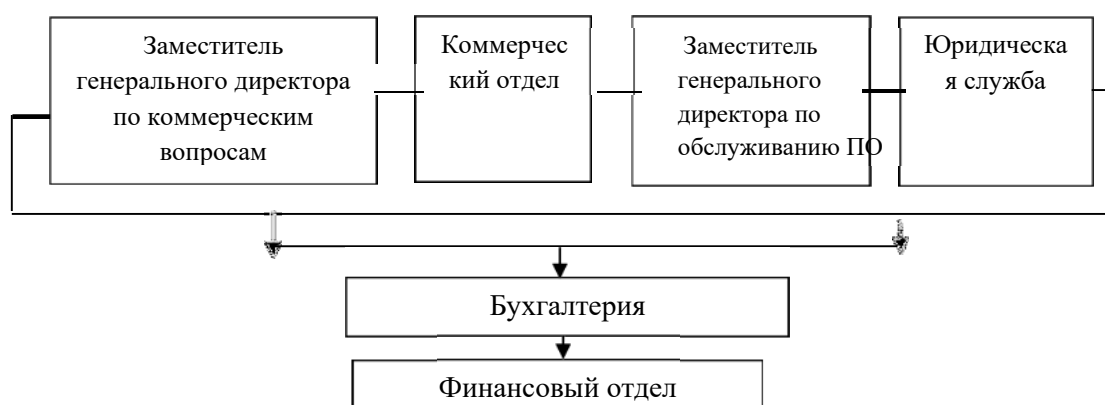 Заместитель
генерального директора
по коммерческим
вопросам
Коммерчес
кий отдел
Заместитель
генерального
директора по
обслуживанию ПО
Юридическа
я служба
Бухгалтерия
Финансовый отдел